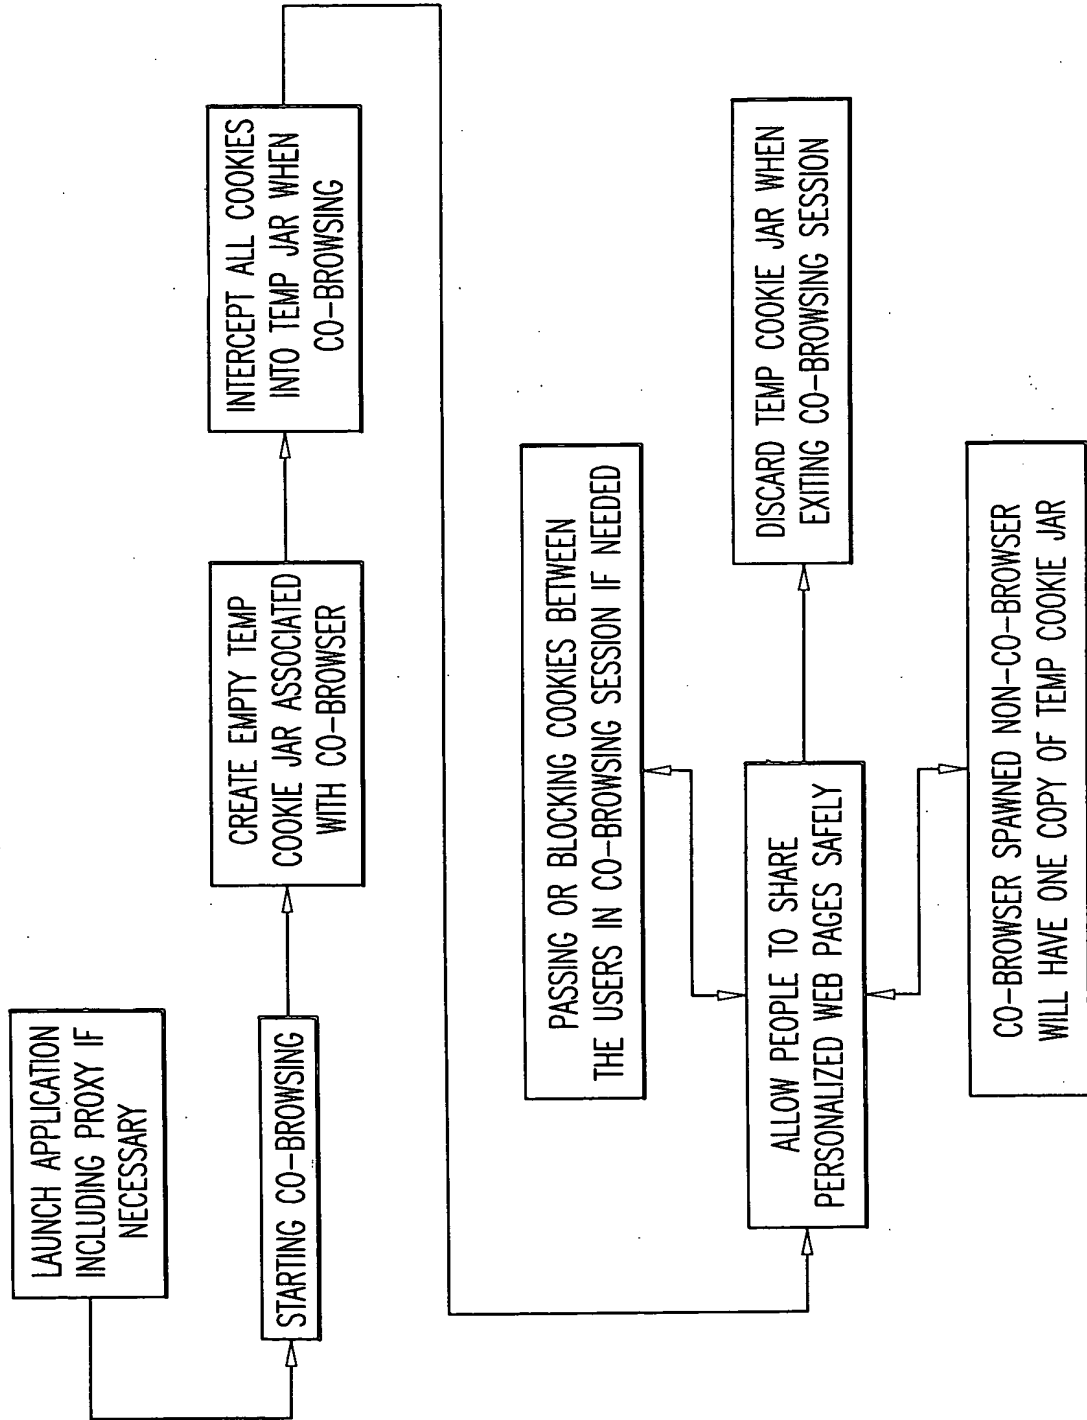 LAUNCH APPLICATION
INCLUDING PROXY IF
NECESSARY
STARTING CO-BROWSING
CREATE EMPTY TEMP
COOKIE JAR ASSOCIATED
WITH CO-BROWSER
INTERCEPT ALL COOKIES
INTO TEMP JAR WHEN
CO-BROWSING
PASSING OR BLOCKING COOKIES BETWEEN
THE USERS IN CO-BROWSING SESSION IF NEEDED
ALLOW PEOPLE TO SHARE
PERSONALIZED WEB PAGES SAFELY
DISCARD TEMP COOKIE JAR WHEN
EXITING CO-BROWSING SESSION
CO-BROWSER SPAWNED NON-CO-BROWSER
WILL HAVE ONE COPY OF TEMP COOKIE JAR